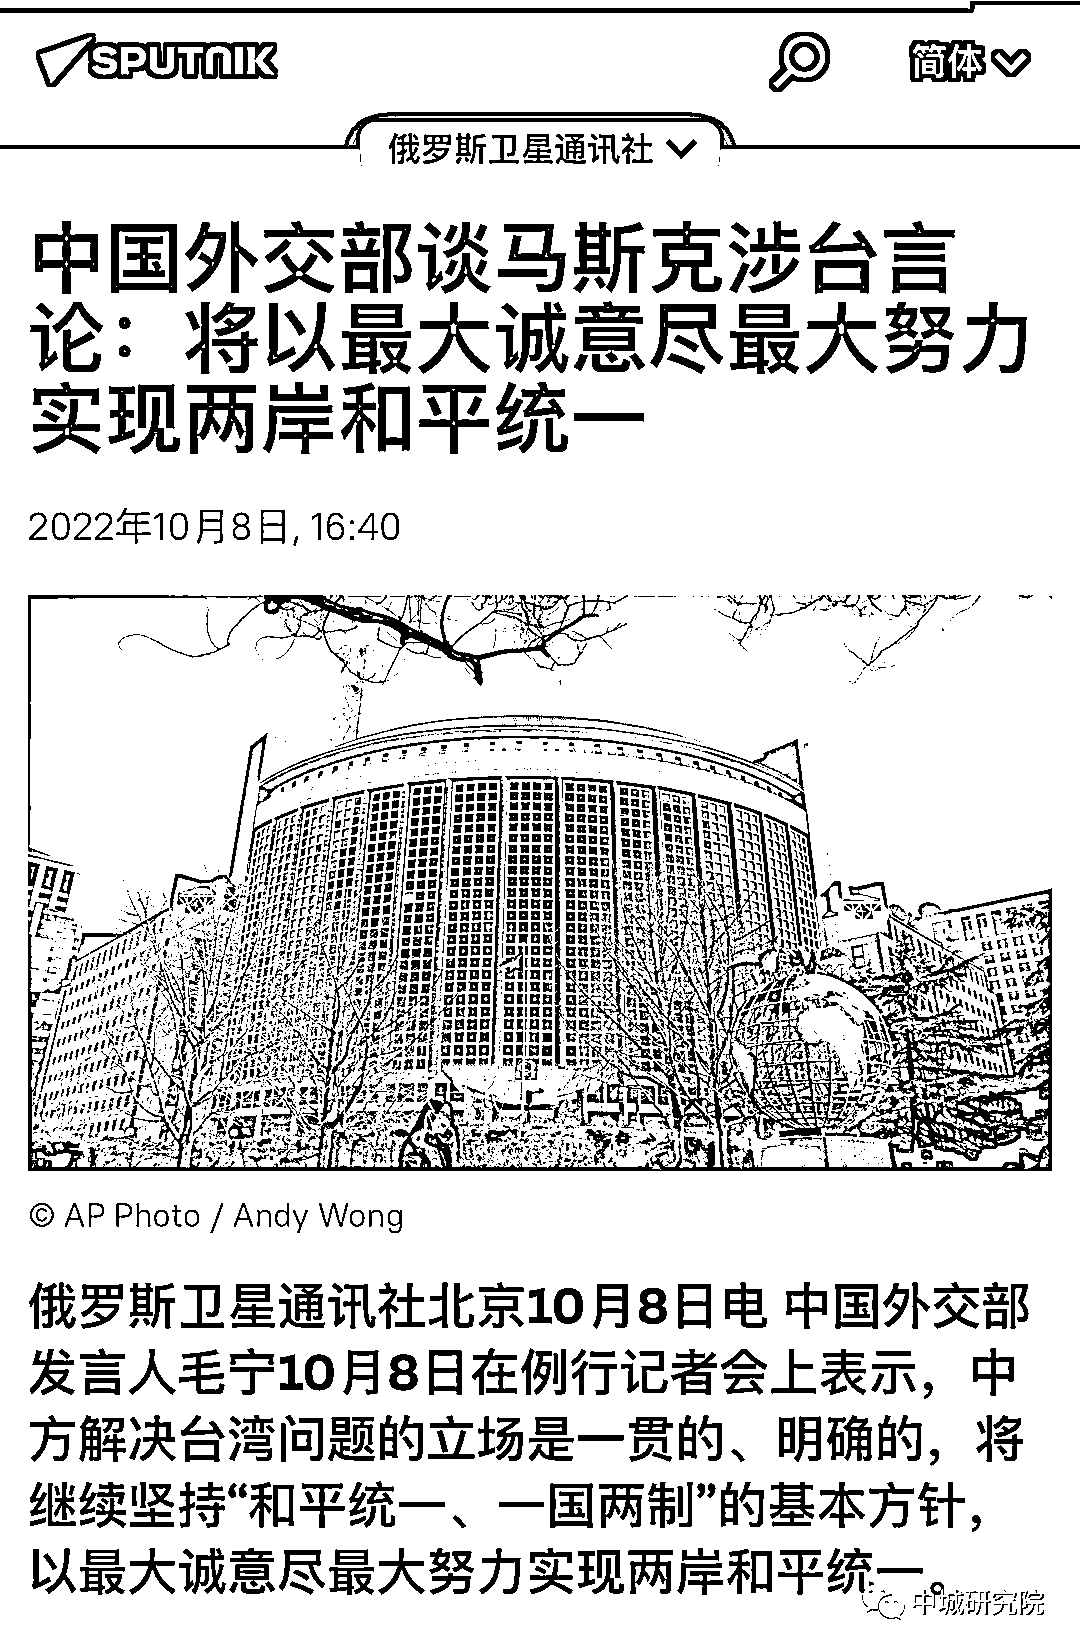 SPUTNIK
简体
俄罗斯卫星通讯社
中国外交部谈马斯克涉台言
论：将以最大诚意尽最大努力
实现两岸和平统一
2022年10月8日, 16:40
© AP Photo / Andy Wong
俄罗斯卫星通讯社北京10月8日电 中国外交部
发言人毛宁10月8日在例行记者会上表示，中
方解决台湾问题的立场是一贯的、明确的，将
继续坚持“和平统一、一国两制”的基本方针，
以最大诚意尽最大努力实现两岸和平统一。
中城研究院